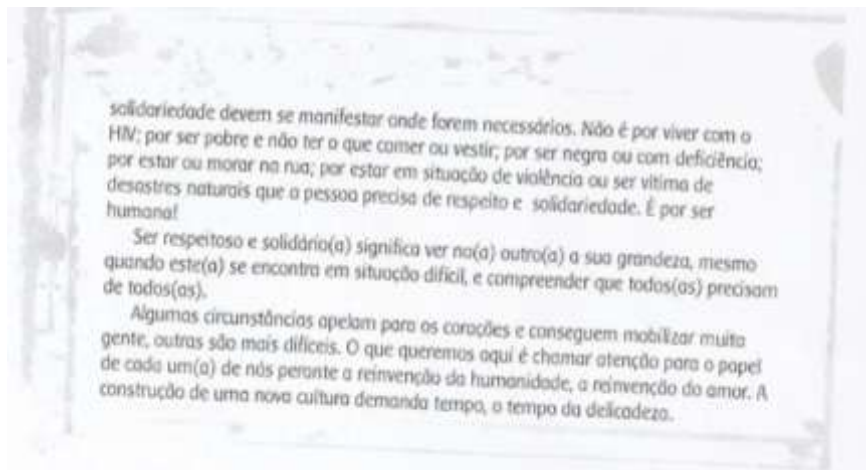 solidariedade devem se manifestar onde forem necessários. Não é por viver com o
HIV; por ser pobre e não ter o que comer ou vestir; por ser negra ou com deficiência;
por estar ou morar na rua; por estar em situação de violência ou ser vítima de
desastres naturais que a pessoa precisa de respeito e solidariedade. É por ser
humana!
Ser respeitoso e solidário(a) significa ver no(a) outro(a) a sua grandeza, mesmo
quando este(a) se encontra em situação difícil, e compreender que todos(as) precisam
de todos(as).
Algumas circunstâncias apelam para os corações e conseguem mobilizar muita
gente, outras são mais difíceis. O que queremos aqui é chamar atenção para o papel
de cada um(a) de nós perante a reinvenção da humanidade, a reinvenção do amor. A
construção de uma nova cultura demanda tempo, o tempo da delicadeza.